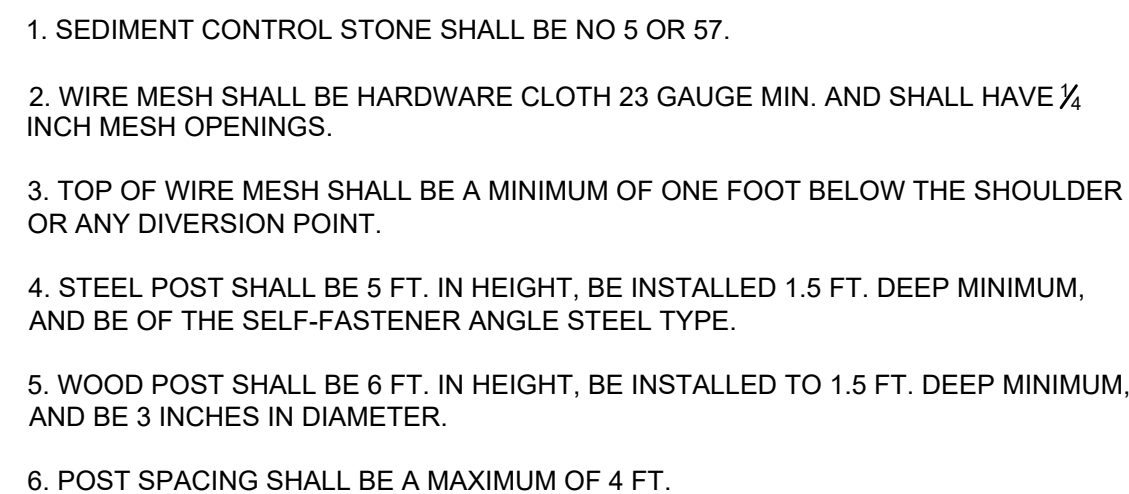 1. SEDIMENT CONTROL STONE SHALL BE NO 5 OR 57.
2. WIRE MESH SHALL BE HARDWARE CLOTH 23 GAUGE MIN. AND SHALL HAVE ¼
INCH MESH OPENINGS.
3. TOP OF WIRE MESH SHALL BE A MINIMUM OF ONE FOOT BELOW THE SHOULDER
OR ANY DIVERSION POINT.
4. STEEL POST SHALL BE 5 FT. IN HEIGHT, BE INSTALLED 1.5 FT. DEEP MINIMUM,
AND BE OF THE SELF-FASTENER ANGLE STEEL TYPE.
5. WOOD POST SHALL BE 6 FT. IN HEIGHT, BE INSTALLED TO 1.5 FT. DEEP MINIMUM,
AND BE 3 INCHES IN DIAMETER.
6. POST SPACING SHALL BE A MAXIMUM OF 4 FT.